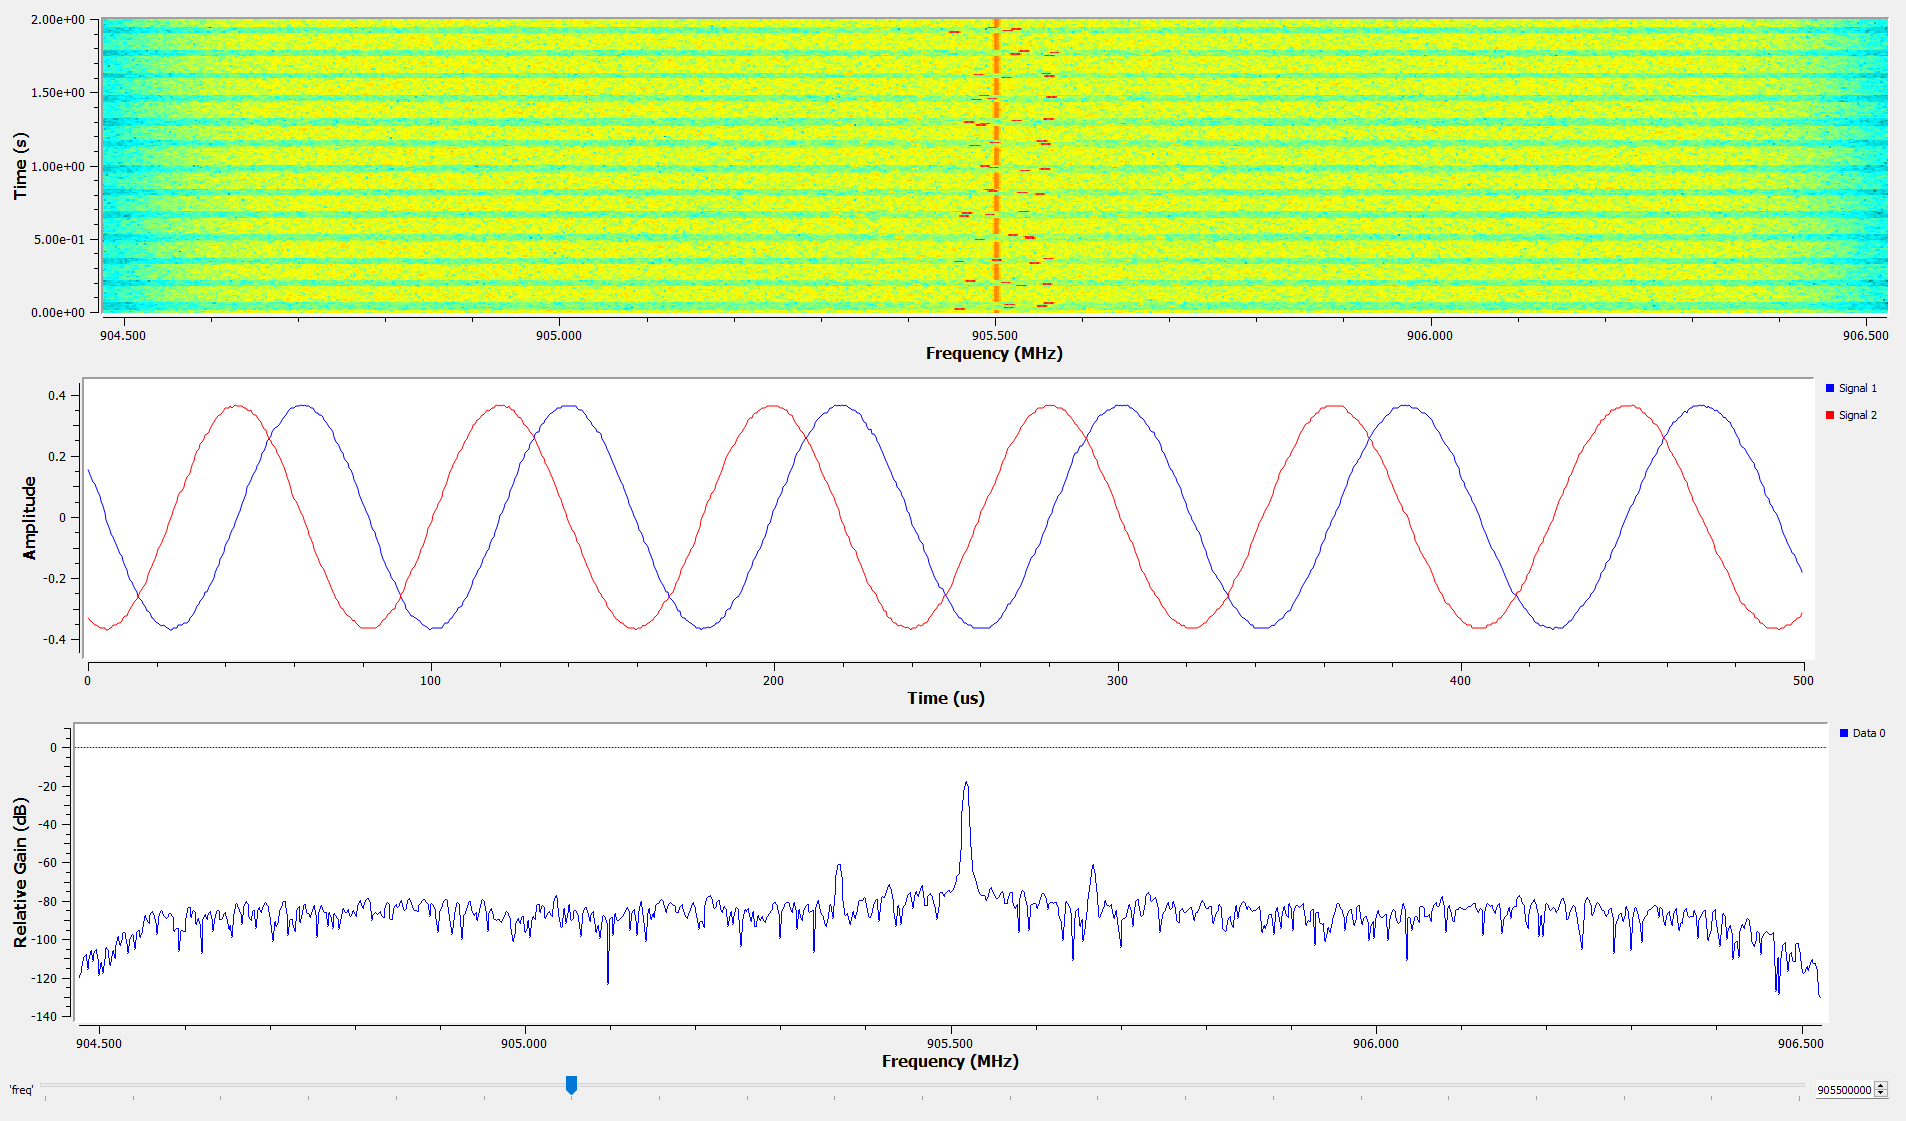 2.00e+00
1.50e+00
1.00e+00
5.00e-01
0.00e+00
Time (s)
904.500 905.000 905.500 906.000 906.500
Frequency (MHz)
0.4
0.2
0
-0.2
-0.4
Amplitude
Signal 1
Signal 2
0 100 200 300 400 500
Time (us)
0
-20
-40
-60
-80
-100
-120
-140
Relative Gain (dB)
Data 0
904.500 905.000 905.500 906.000 906.500
Frequency (MHz)
'freq' 905500000